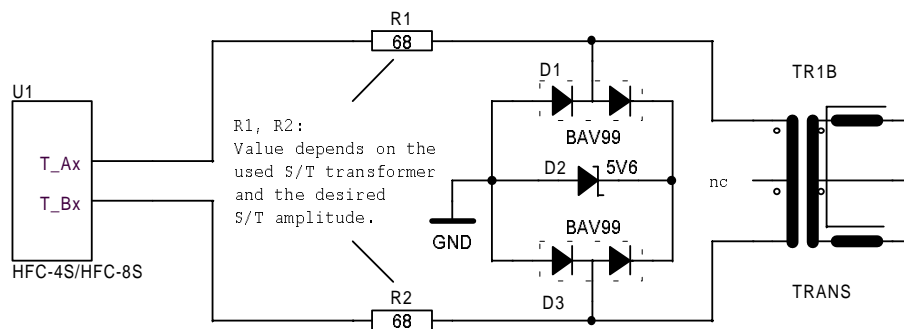 R1
68
U1
T_Ax
T_Bx
HFC-4S/HFC-8S
R1, R2:
Value depends on the
used S/T transformer
and the desired
S/T amplitude.
R2
68
GND
D1
BAV99
D2
5V6
BAV99
D3
nc
TR1B
TRANS